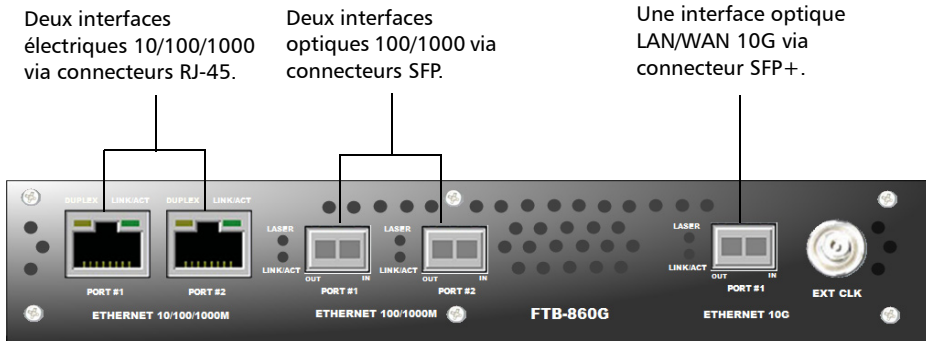 Deux interfaces
électriques 10/100/1000
via connecteurs RJ-45.
Deux interfaces
optiques 100/1000 via
connecteurs SFP.
Une interface optique
LAN/WAN 10G via
connecteur SFP+.
DUPLEX LINK/ACT DUPLEX LINK/ACT
LASER LASER LASER
LINK/ACT LINK/ACT LINK/ACT
OUT IN OUT IN OUT IN
PORT #1 PORT #2 PORT #1 PORT #2 PORT #1 EXT CLK
ETHERNET 10/100/1000M ETHERNET 100/1000M FTB-860G ETHERNET 10G